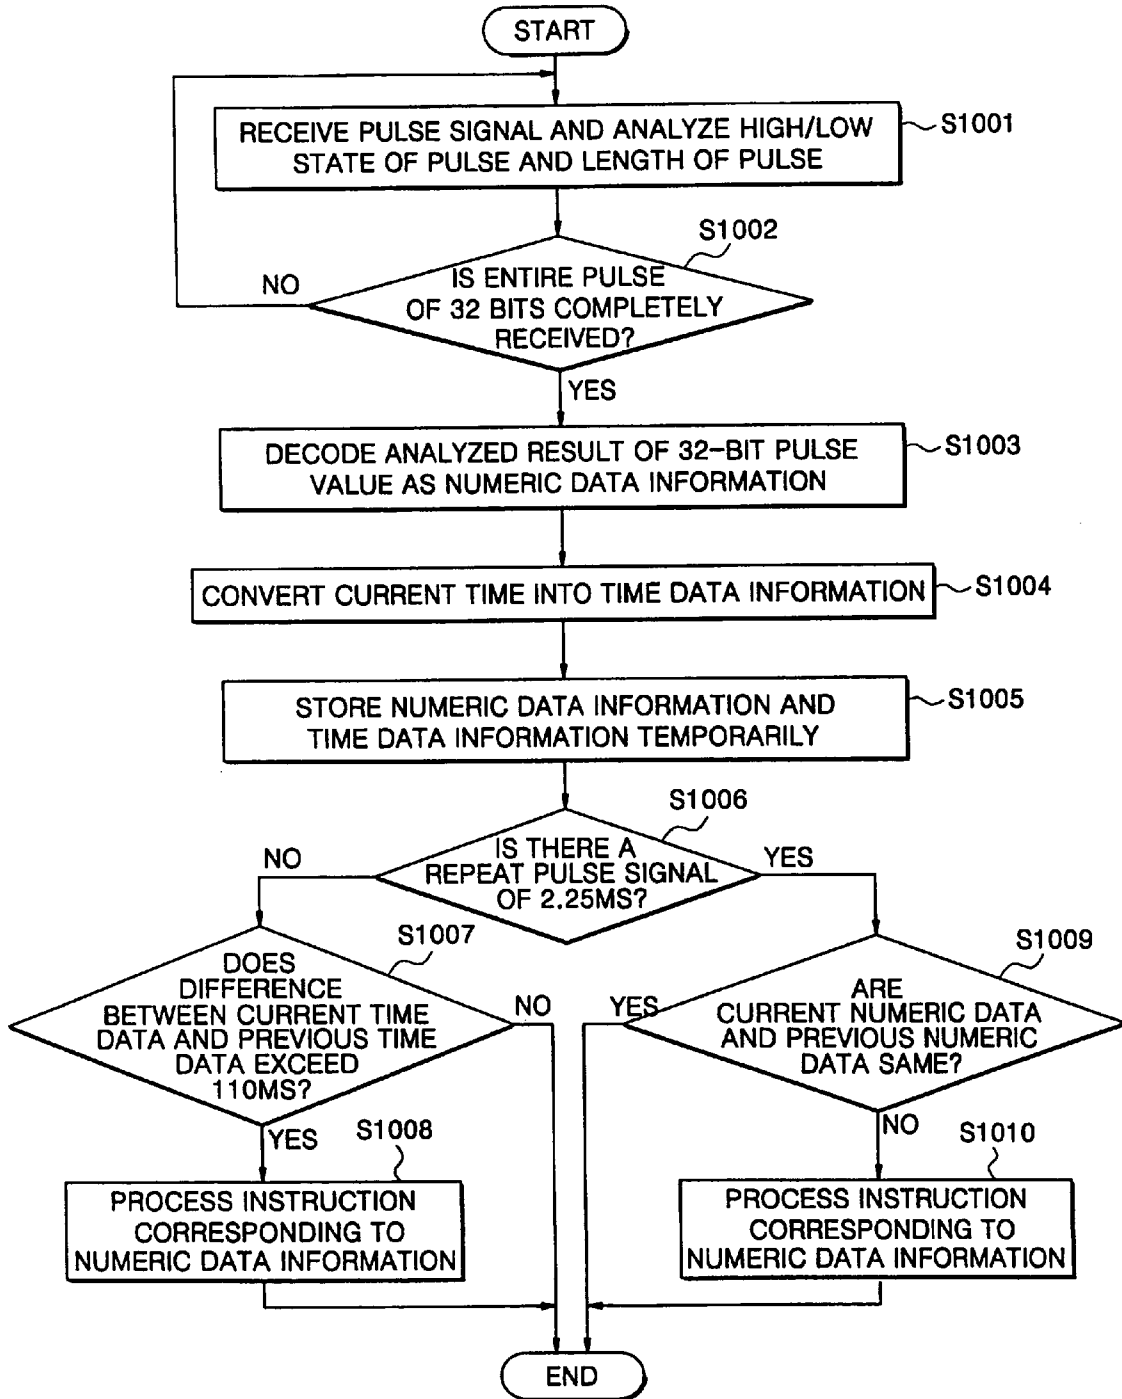 START
RECEIVE PULSE SIGNAL AND ANALYZE HIGH/LOW
STATE OF PULSE AND LENGTH OF PULSE
S1001
S1002
NO
IS ENTIRE PULSE
OF 32 BITS COMPLETELY
RECEIVED?
YES
DECODE ANALYZED RESULT OF 32-BIT PULSE
VALUE AS NUMERIC DATA INFORMATION
S1003
CONVERT CURRENT TIME INTO TIME DATA INFORMATION
S1004
STORE NUMERIC DATA INFORMATION AND
TIME DATA INFORMATION TEMPORARILY
S1005
S1006
NO
IS THERE A
REPEAT PULSE SIGNAL
OF 2.25MS?
YES
S1007
DOES
DIFFERENCE
BETWEEN CURRENT TIME
DATA AND PREVIOUS TIME
DATA EXCEED
110MS?
NO
YES
S1008
PROCESS INSTRUCTION
CORRESPONDING TO
NUMERIC DATA INFORMATION
S1009
YES
ARE
CURRENT NUMERIC DATA
AND PREVIOUS NUMERIC
DATA SAME?
NO
S1010
PROCESS INSTRUCTION
CORRESPONDING TO
NUMERIC DATA INFORMATION
END